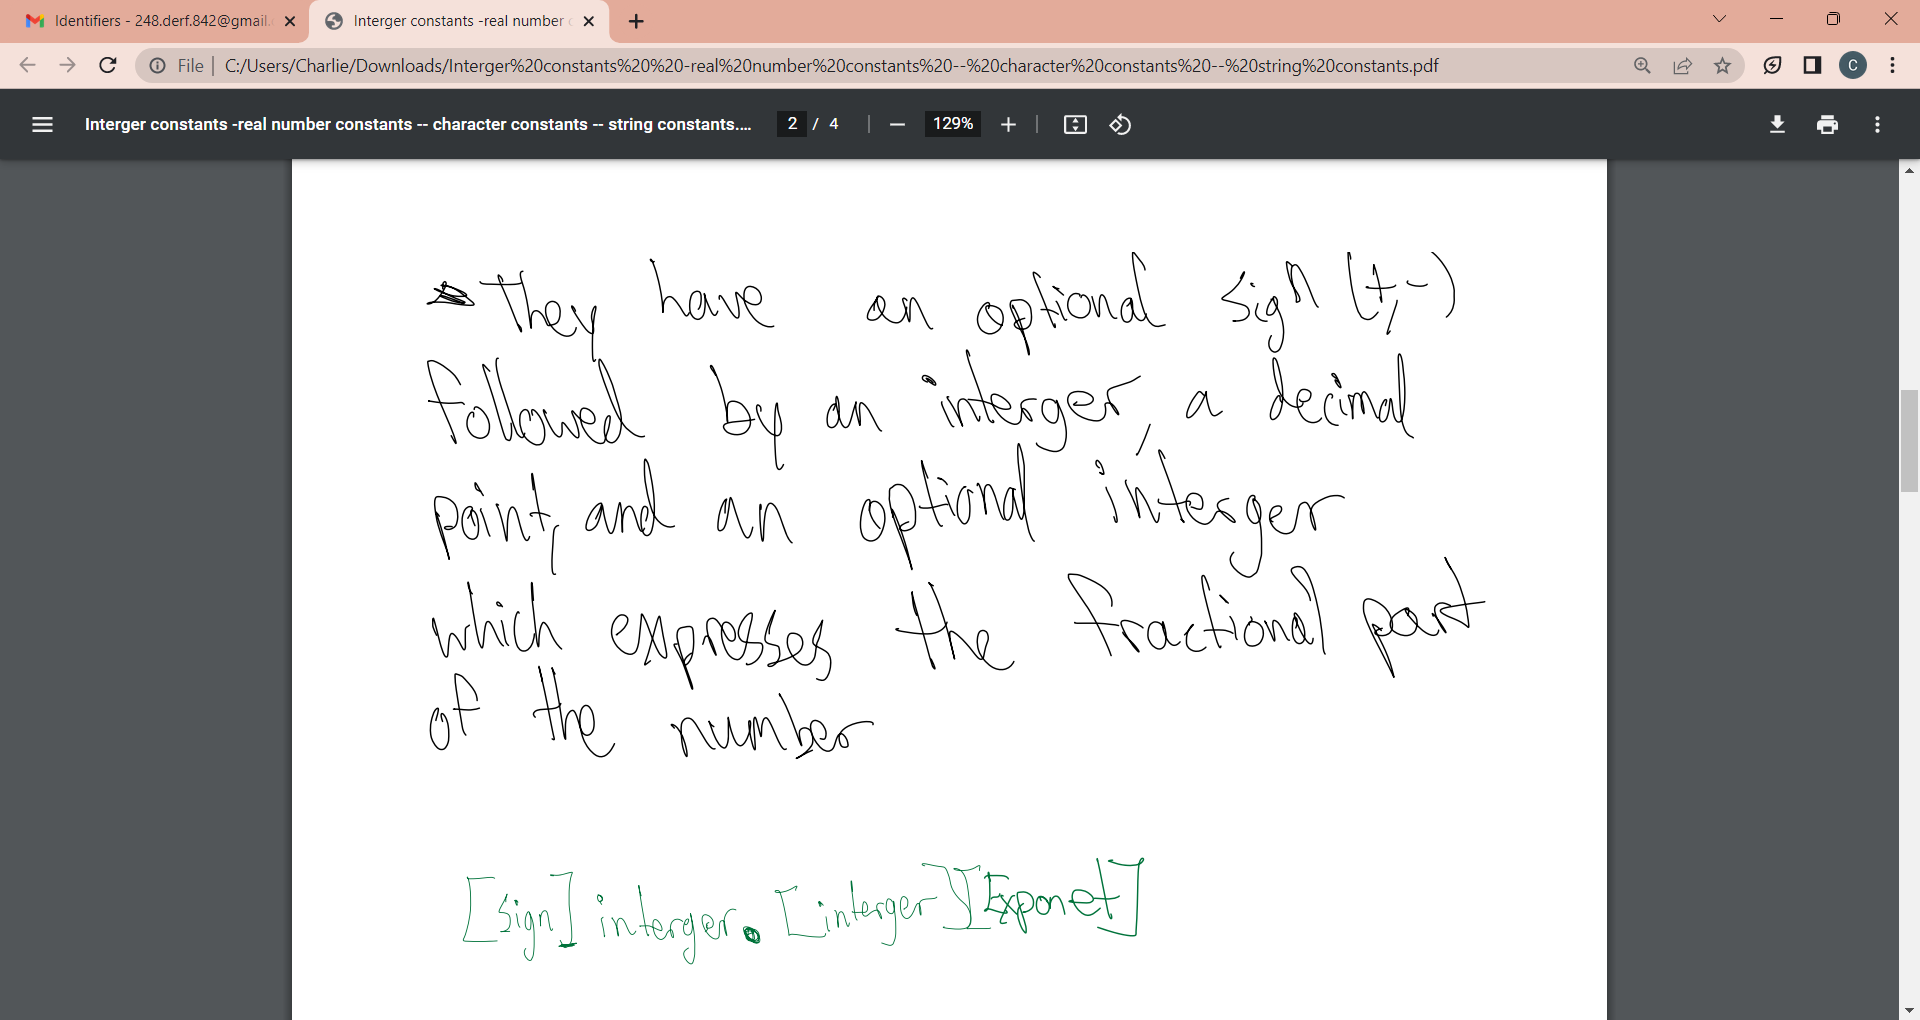 Identifiers - 248.derf.842@gmail.
Interger constants -real number
File
C:/Users/Charlie/Downloads/Interger%20constants%20%20-real%20number%20constants%20--%20character%20constants%20--%20string%20constants.pdf
C
Interger constants -real number constants -- character constants -- string constants....
2 / 4
129%
They have an optional sign (+,-)
followed by an interger, a decimal
point, and an optional interger
which expresses the fractional part
of the number
[sign] interger. [interger][Exponet]